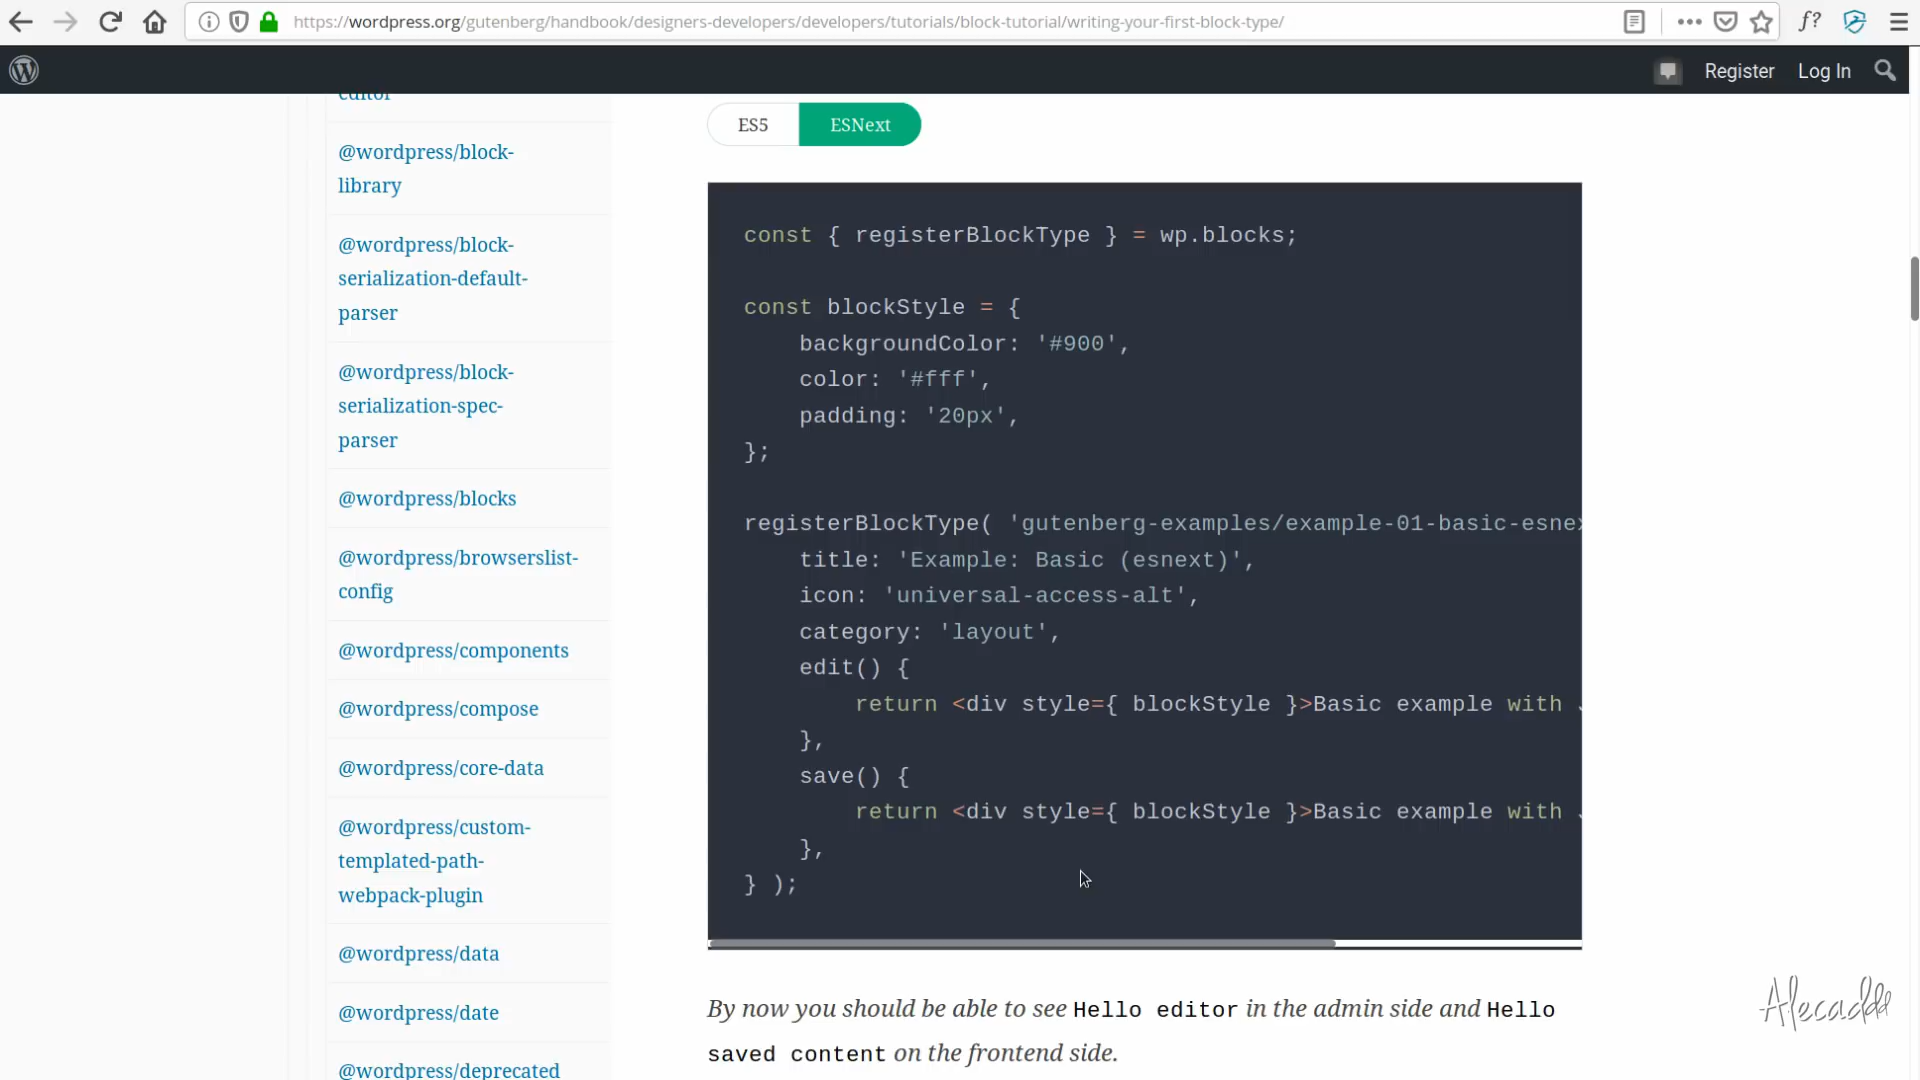 https://wordpress.org/gutenberg/handbook/designers-developers/developers/tutorials/block-tutorial/writing-your-first-block-type/
f?
Register
Log In
editor
@wordpress/block-
library
@wordpress/block-
serialization-default-
parser
@wordpress/block-
serialization-spec-
parser
@wordpress/blocks
@wordpress/browserslist-
config
@wordpress/components
@wordpress/compose
@wordpress/core-data
@wordpress/custom-
templated-path-
webpack-plugin
@wordpress/data
@wordpress/date
@wordpress/deprecated
ES5
ESNext
const { registerBlockType } = wp.blocks;
const blockStyle = {
backgroundColor: '#900',
color: '#fff',
padding: '20px',
};
registerBlockType( 'gutenberg-examples/example-01-basic-esnex
title: 'Example: Basic (esnext)',
icon: 'universal-access-alt',
category: 'layout',
edit() {
return <div style={ blockStyle }>Basic example with
},
save() {
return <div style={ blockStyle }>Basic example with
},
} );
By now you should be able to see Hello editor in the admin side and Hello
saved content on the frontend side.
Alecaddd